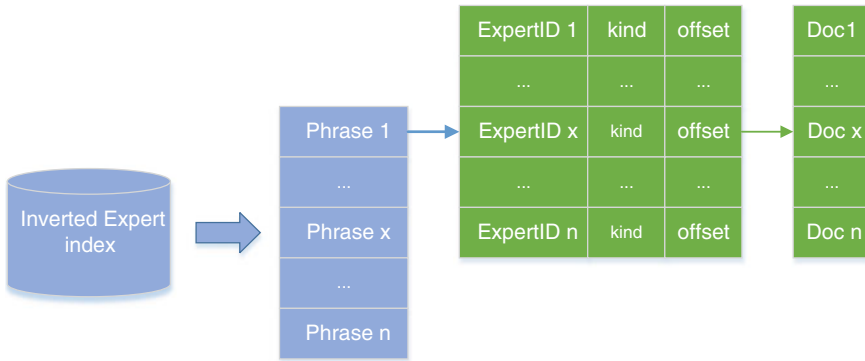 Inverted Expert
index
Phrase 1
...
Phrase x
...
Phrase n
ExpertID 1 kind offset
... ... ...
ExpertID x kind offset
... ... ...
ExpertID n kind offset
Doc1
...
Doc x
...
Doc n